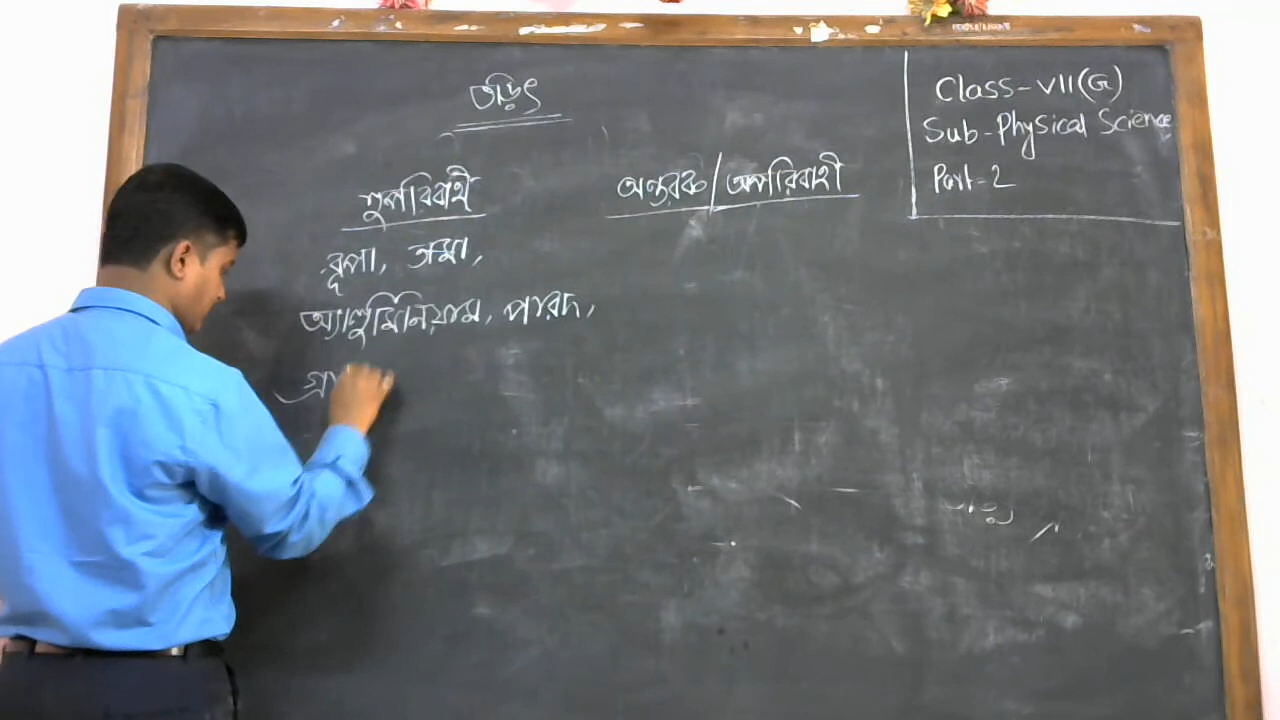 তড়িৎ
Class-VII(G)
Sub-Physical Science
Part-2
সুপরিবাহী
অন্তরক/অপরিবাহী
রূপা, তামা,
অ্যালুমিনিয়াম, পারদ,